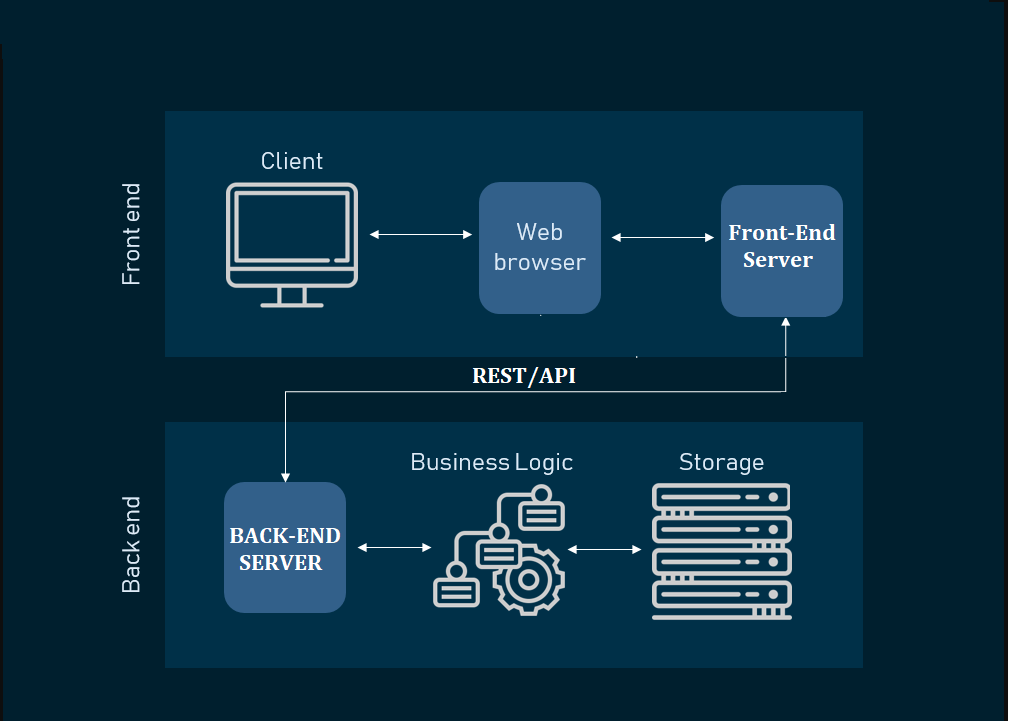 Front end
Client
Web
browser
Front-End
Server
REST/API
Back end
BACK-END
SERVER
Business Logic
Storage